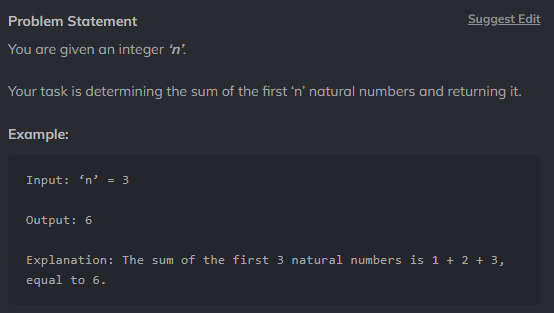 Problem Statement
Suggest Edit
You are given an integer ‘n’.
Your task is determining the sum of the first ‘n’ natural numbers and returning it.
Example:
Input: ‘n’ = 3
Output: 6
Explanation: The sum of the first 3 natural numbers is 1 + 2 + 3,
equal to 6.